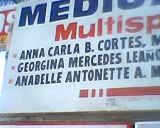 MEDIC
Multisp
• ANNA CARLA B. CORTES, M
• GEORGINA MERCEDES LEAÑO
• ANABELLE ANTONETTE A. M